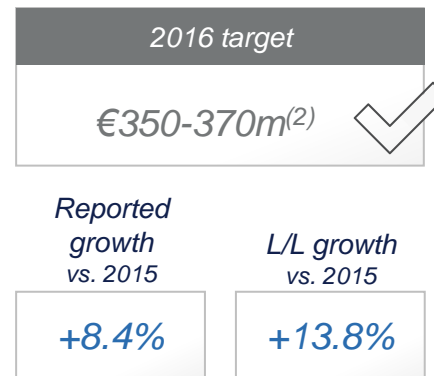 2016 target
€350-370m(2)
Reported
growth
vs. 2015
L/L growth
vs. 2015
+8.4%
+13.8%